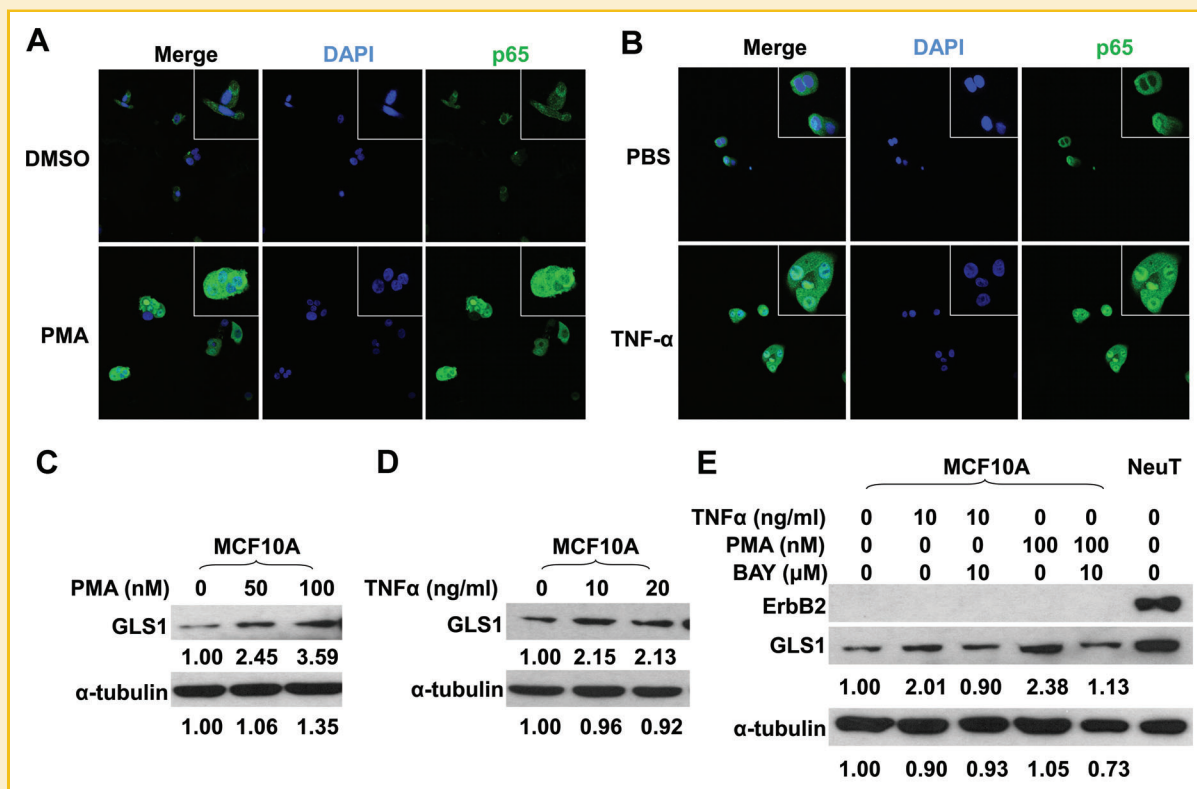 A
Merge DAPI p65
DMSO
PMA
B
Merge DAPI p65
PBS
TNF-α
C
MCF10A
PMA (nM) 0 50 100
GLS1
1.00 2.45 3.59
α-tubulin
1.00 1.06 1.35
D
MCF10A
TNFα (ng/ml) 0 10 20
GLS1
1.00 2.15 2.13
α-tubulin
1.00 0.96 0.92
E
MCF10A NeuT
TNFα (ng/ml) 0 10 10 0 0 0
PMA (nM) 0 0 0 100 100 0
BAY (μM) 0 0 10 0 10 0
ErbB2
GLS1
1.00 2.01 0.90 2.38 1.13
α-tubulin
1.00 0.90 0.93 1.05 0.73